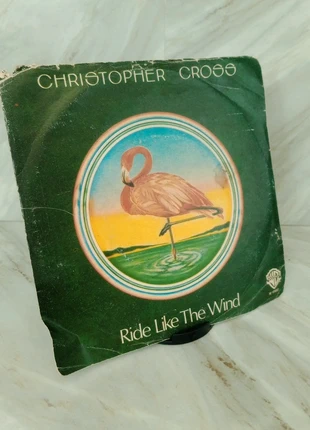 CHRISTOPHER CROSS
Ride Like The Wind